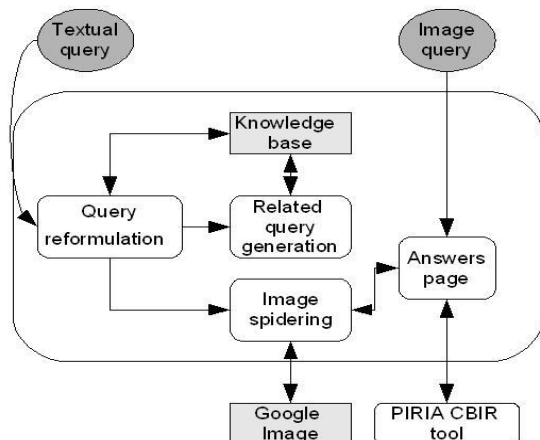 Textual
query
Image
query
Knowledge
base
Query
reformulation
Related
query
generation
Answers
page
Image
spidering
Google
Image
PIRIA CBIR
tool